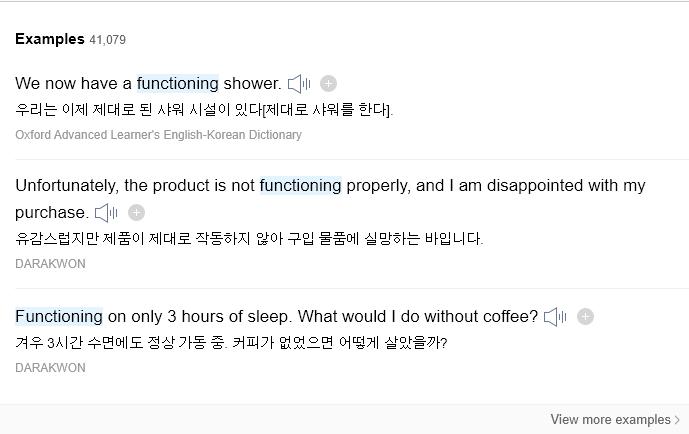 Examples 41,079
We now have a functioning shower.
우리는 이제 제대로 된 샤워 시설이 있다[제대로 샤워를 한다].
Oxford Advanced Learner's English-Korean Dictionary
Unfortunately, the product is not functioning properly, and I am disappointed with my
purchase.
유감스럽지만 제품이 제대로 작동하지 않아 구입 물품에 실망하는 바입니다.
DARAKWON
Functioning on only 3 hours of sleep. What would I do without coffee?
겨우 3시간 수면에도 정상 가동 중. 커피가 없었으면 어떻게 살았을까?
DARAKWON
View more examples >